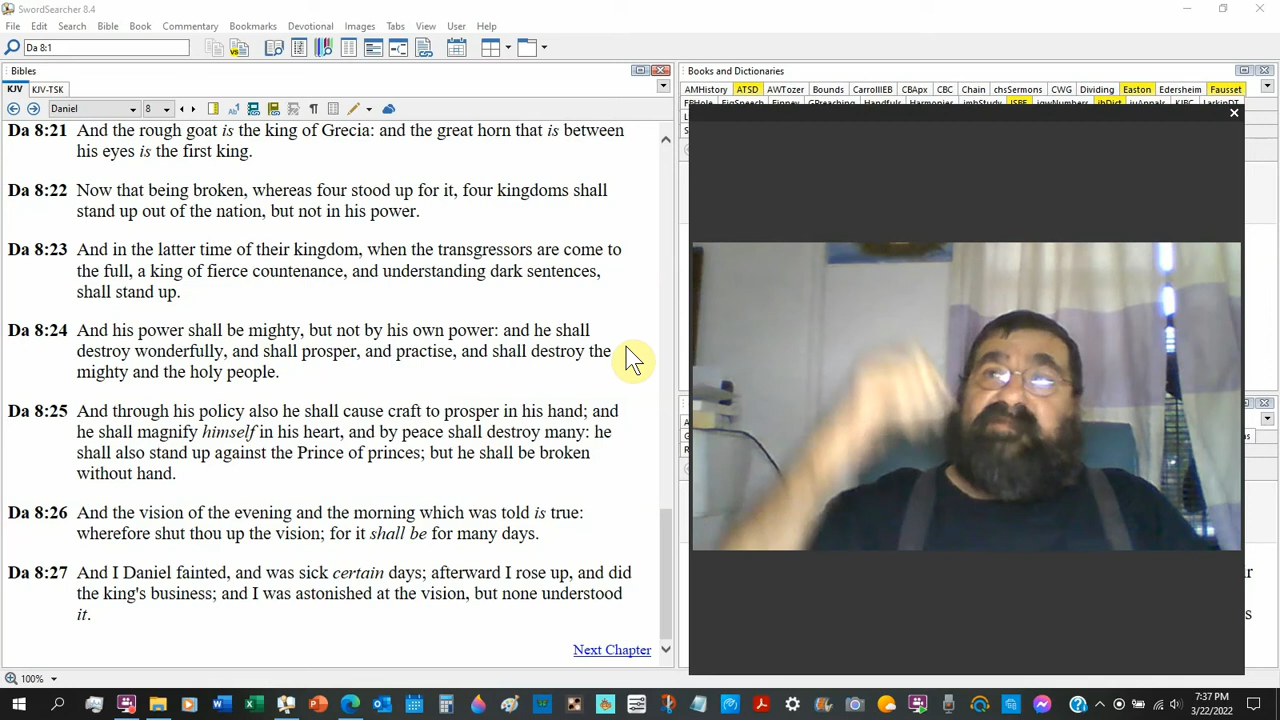 SwordSearcher 8.4
File Edit Search Bible Book Commentary Bookmarks Devotional Images Tabs View User Help
Da 8:1
Bibles
KJV KJV-TSK
Daniel 8
Da 8:21 And the rough goat is the king of Grecia: and the great horn that is between
his eyes is the first king.
Da 8:22 Now that being broken, whereas four stood up for it, four kingdoms shall
stand up out of the nation, but not in his power.
Da 8:23 And in the latter time of their kingdom, when the transgressors are come to
the full, a king of fierce countenance, and understanding dark sentences,
shall stand up.
Da 8:24 And his power shall be mighty, but not by his own power: and he shall
destroy wonderfully, and shall prosper, and practise, and shall destroy the
mighty and the holy people.
Da 8:25 And through his policy also he shall cause craft to prosper in his hand; and
he shall magnify himself in his heart, and by peace shall destroy many: he
shall also stand up against the Prince of princes; but he shall be broken
without hand.
Da 8:26 And the vision of the evening and the morning which was told is true:
wherefore shut thou up the vision; for it shall be for many days.
Da 8:27 And I Daniel fainted, and was sick certain days; afterward I rose up, and did
the king's business; and I was astonished at the vision, but none understood
it.
Next Chapter
100%
Books and Dictionaries
AMHistory ATSD AWTozer Bounds CarrollIEB CBApx CBC Chain chsSermons CWG Dividing Easton Edersheim Fausset
7:37 PM
3/22/2022